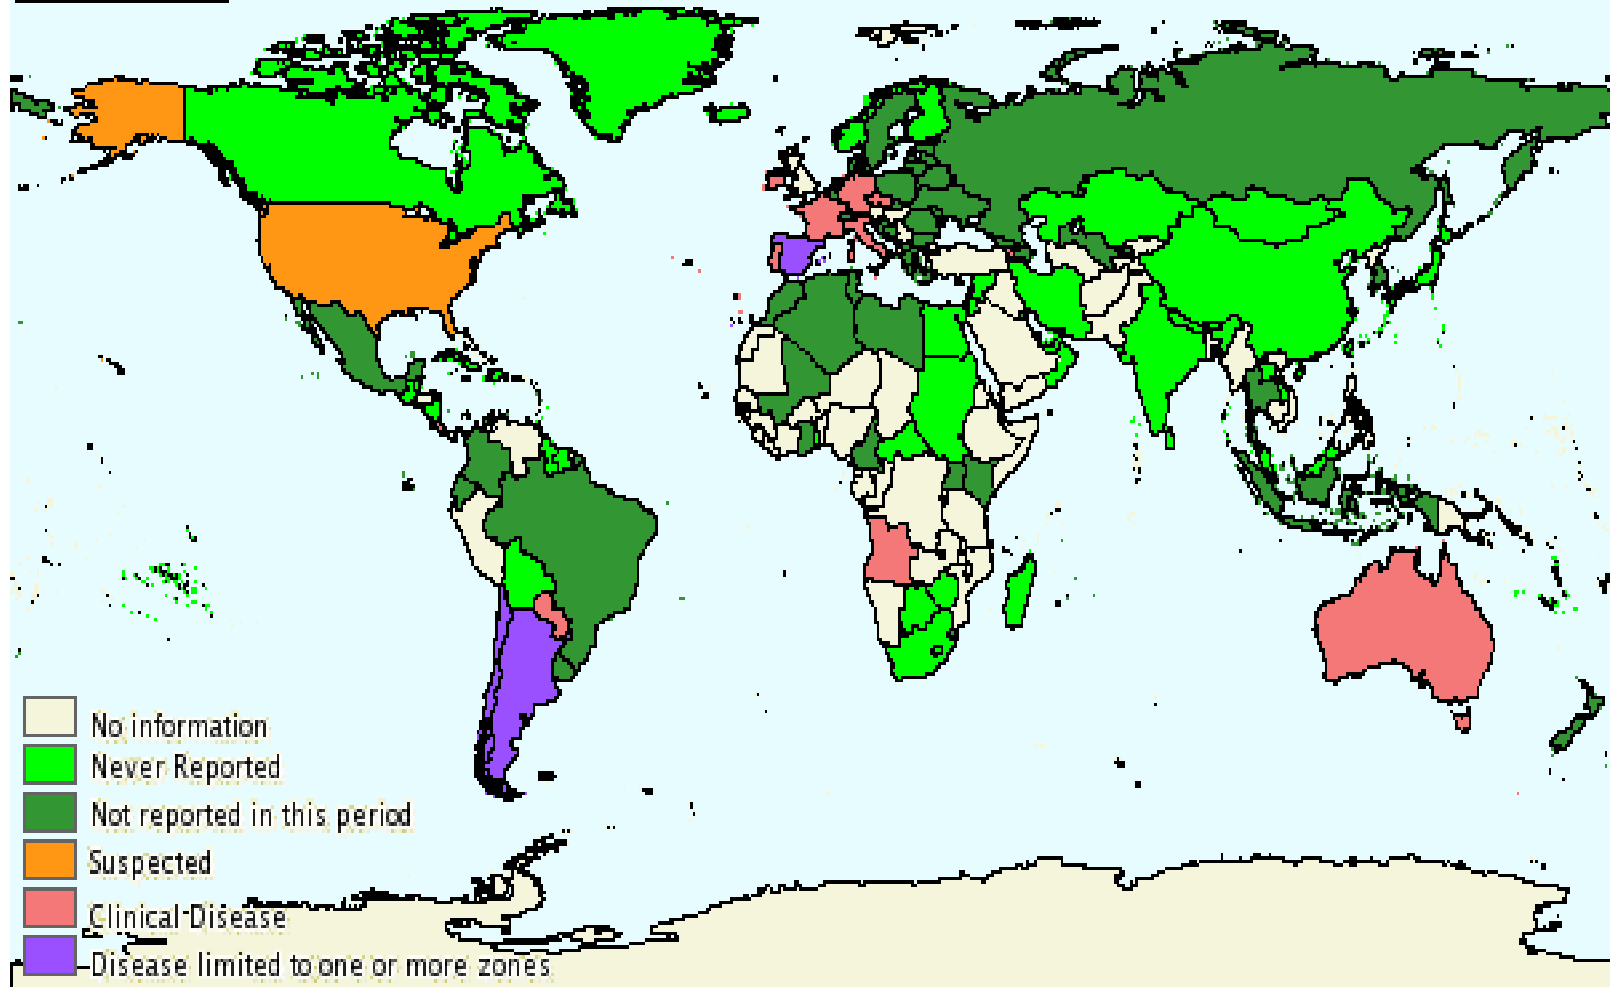 No information
Never Reported
Not reported in this period
Suspected
Clinical Disease
Disease limited to one or more zones